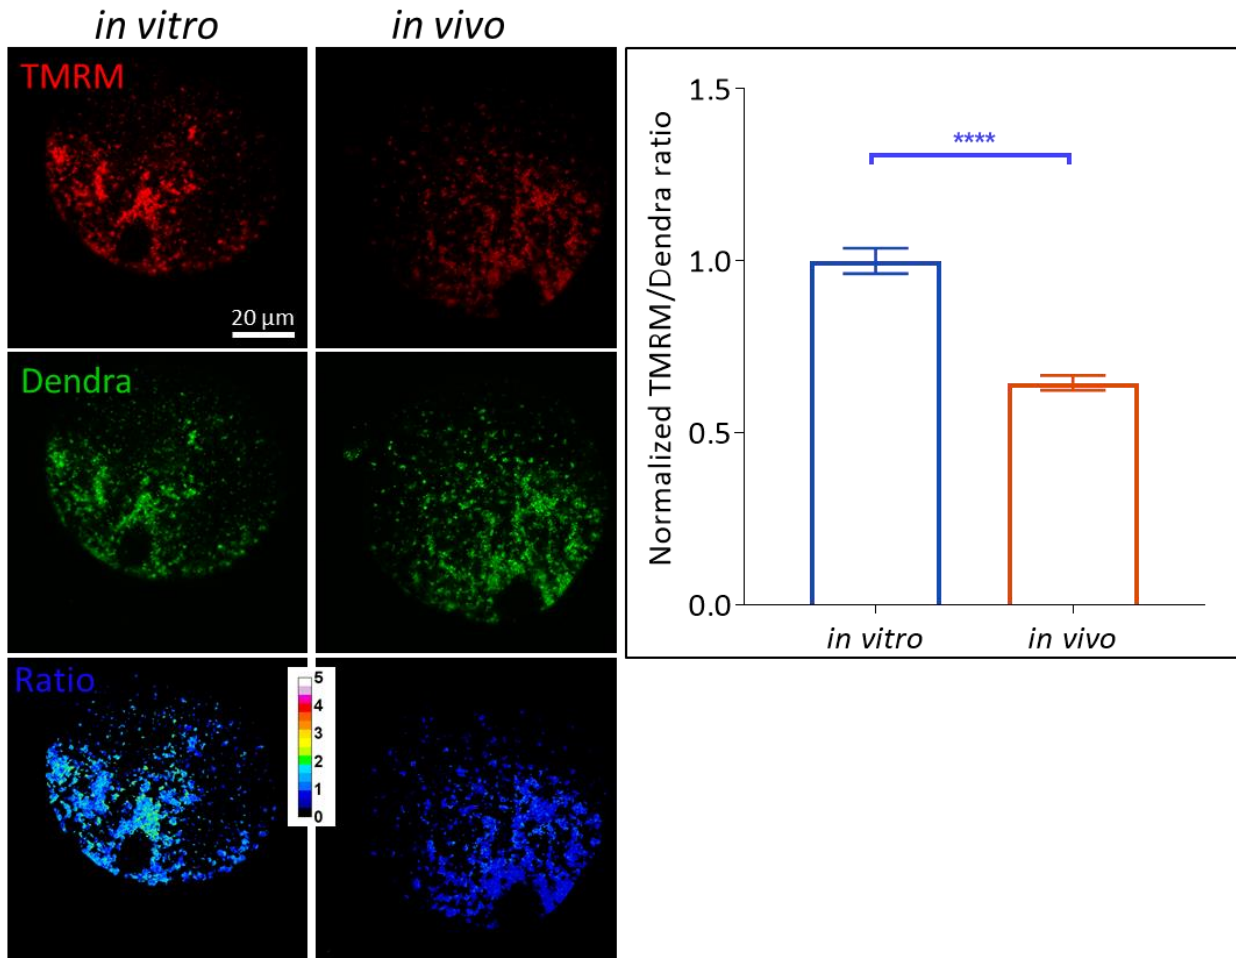 in vitro
in vivo
TMRM
20 µm
Dendra
Ratio
5
4
3
2
1
0
Normalized TMRM/Dendra ratio
1.5
1.0
0.5
0.0
****
in vitro
in vivo